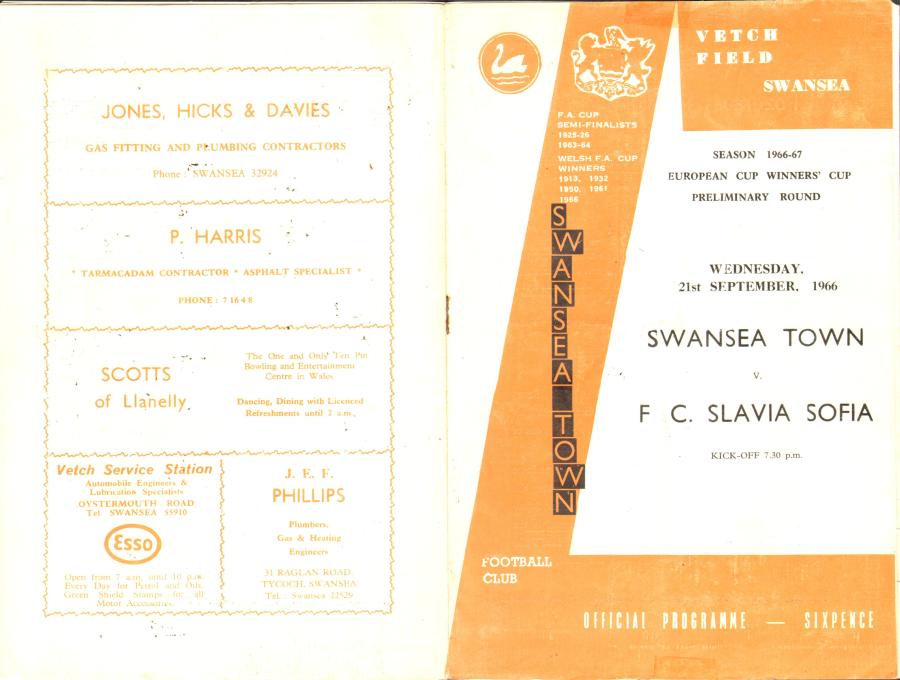 JONES, HICKS & DAVIES
GAS FITTING AND PLUMBING CONTRACTORS
Phone : SWANSEA 32924
P. HARRIS
* TARMACADAM CONTRACTOR * ASPHALT SPECIALIST *
PHONE : 71648
SCOTTS
of Llanelly
The One and Only Ten Pin
Bowling and Entertainment
Centre in Wales
Dancing, Dining with Licenced
Refreshments until 2 a.m.
Vetch Service Station
Automobile Engineers &
Lubrication Specialists
OYSTERMOUTH ROAD
Tel. SWANSEA 55910
Esso
Open from 7 a.m. until 10 p.m.
Every Day for Petrol and Oils.
Green Shield Stamps for all
Motor Accessories.
J. E. F.
PHILLIPS
Plumbers,
Gas & Heating
Engineers
31 RAGLAN ROAD,
TYCOCH, SWANSEA
Tel. : Swansea 22529
VETCH
FIELD
SWANSEA
F.A. CUP
SEMI-FINALISTS
1925-26
1963-64
WELSH F.A. CUP
WINNERS
1913, 1932
1950, 1961
1966
SWANSEA TOWN
FOOTBALL
CLUB
SEASON 1966-67
EUROPEAN CUP WINNERS' CUP
PRELIMINARY ROUND
WEDNESDAY,
21st SEPTEMBER, 1966
SWANSEA TOWN
v.
F C. SLAVIA SOFIA
KICK-OFF 7.30 p.m.
OFFICIAL PROGRAMME — SIXPENCE